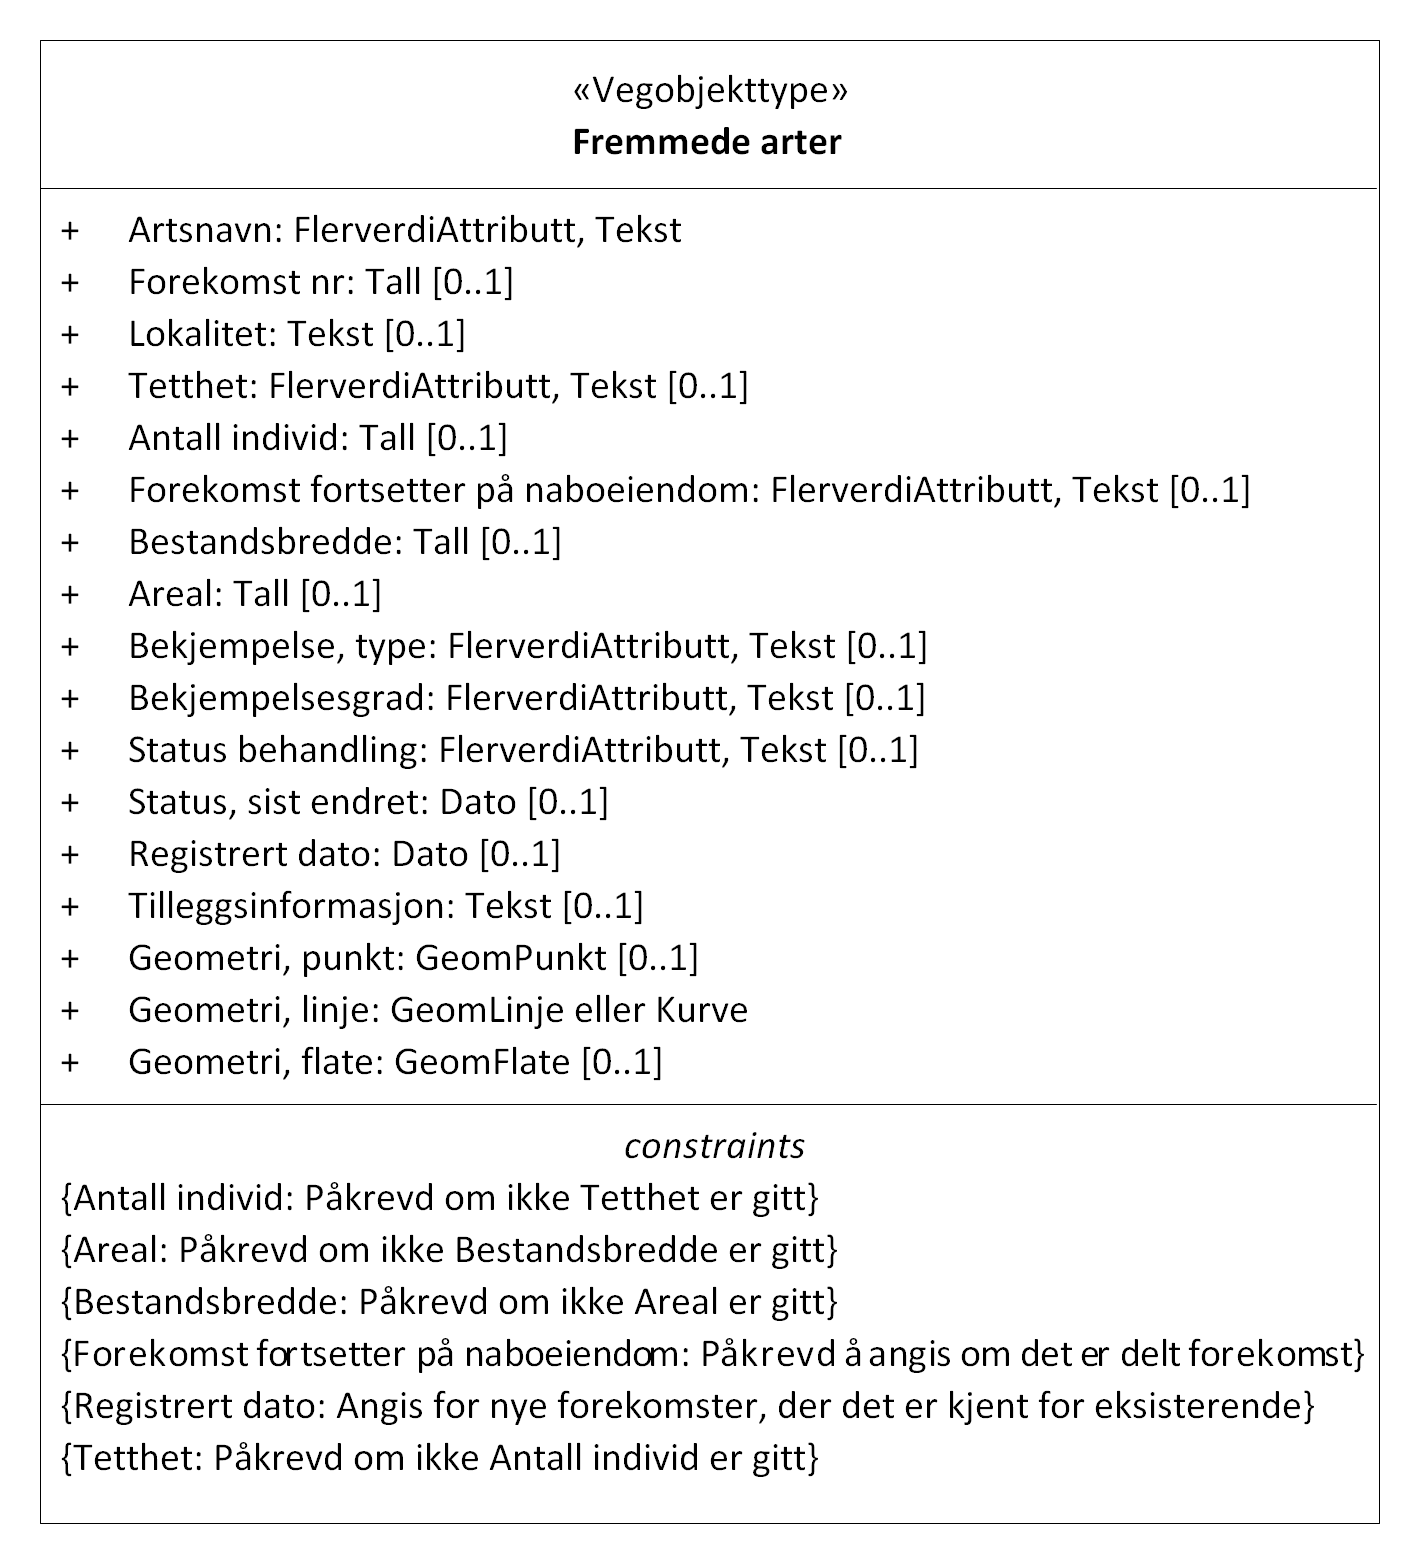 «Vegobjekttype»
Fremmede arter
+ Artsnavn: FlerverdiAttributt, Tekst
+ Forekomst nr: Tall [0..1]
+ Lokalitet: Tekst [0..1]
+ Tetthet: FlerverdiAttributt, Tekst [0..1]
+ Antall individ: Tall [0..1]
+ Forekomst fortsetter på naboeiendom: FlerverdiAttributt, Tekst [0..1]
+ Bestandsbredde: Tall [0..1]
+ Areal: Tall [0..1]
+ Bekjempelse, type: FlerverdiAttributt, Tekst [0..1]
+ Bekjempelsesgrad: FlerverdiAttributt, Tekst [0..1]
+ Status behandling: FlerverdiAttributt, Tekst [0..1]
+ Status, sist endret: Dato [0..1]
+ Registrert dato: Dato [0..1]
+ Tilleggsinformasjon: Tekst [0..1]
+ Geometri, punkt: GeomPunkt [0..1]
+ Geometri, linje: GeomLinje eller Kurve
+ Geometri, flate: GeomFlate [0..1]
constraints
{Antall individ: Påkrevd om ikke Tetthet er gitt}
{Areal: Påkrevd om ikke Bestandsbredde er gitt}
{Bestandsbredde: Påkrevd om ikke Areal er gitt}
{Forekomst fortsetter på naboeiendom: Påkrevd å angis om det er delt forekomst}
{Registrert dato: Angis for nye forekomster, der det er kjent for eksisterende}
{Tetthet: Påkrevd om ikke Antall individ er gitt}